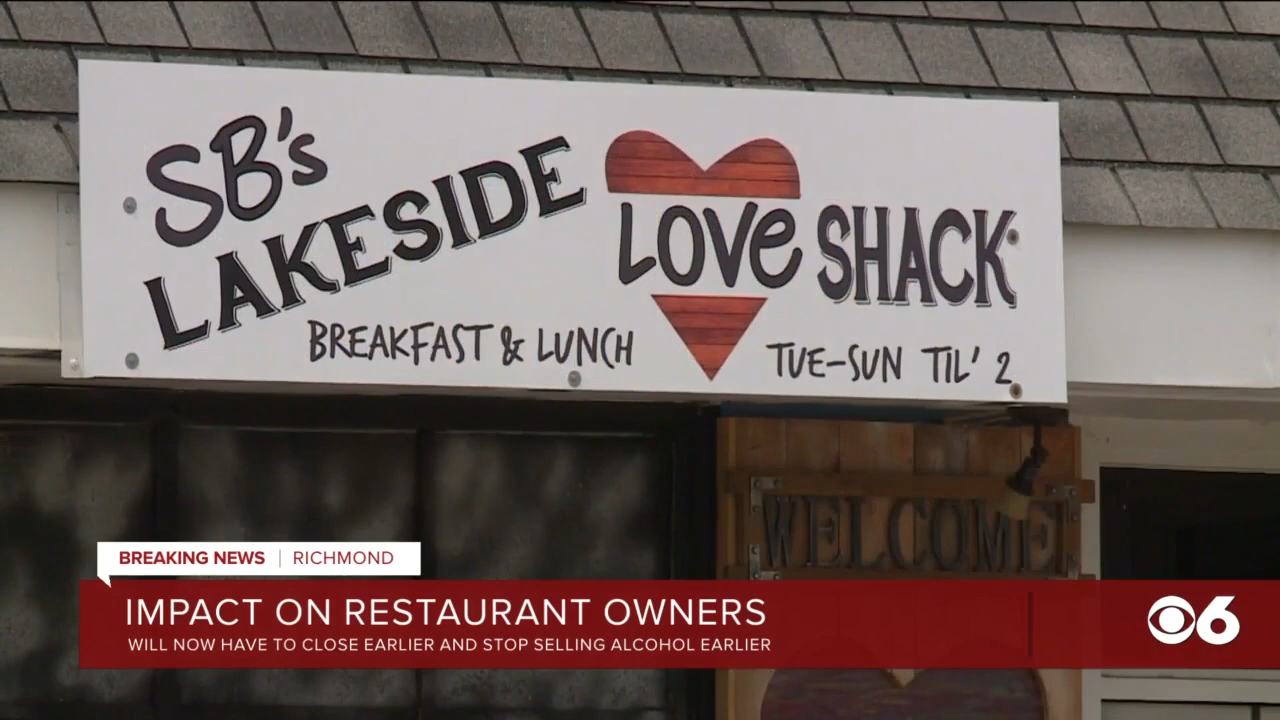 SB's
LAKESIDE
LOVE SHACK
BREAKFAST & LUNCH
TUE-SUN TIL' 2
WELCOME!
BREAKING NEWS | RICHMOND
IMPACT ON RESTAURANT OWNERS
WILL NOW HAVE TO CLOSE EARLIER AND STOP SELLING ALCOHOL EARLIER
6